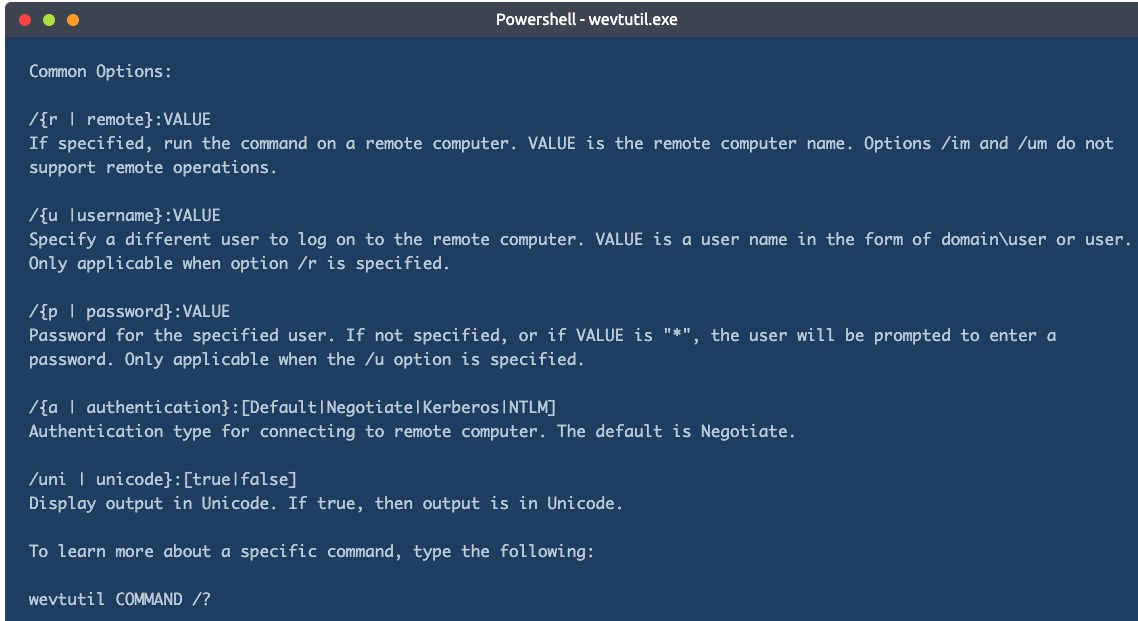 Powershell - wevtutil.exe
Common Options:
/{r | remote}:VALUE
If specified, run the command on a remote computer. VALUE is the remote computer name. Options /im and /um do not
support remote operations.
/{u |username}:VALUE
Specify a different user to log on to the remote computer. VALUE is a user name in the form of domain\user or user.
Only applicable when option /r is specified.
/{p | password}:VALUE
Password for the specified user. If not specified, or if VALUE is "*", the user will be prompted to enter a
password. Only applicable when the /u option is specified.
/{a | authentication}:[Default|Negotiate|Kerberos|NTLM]
Authentication type for connecting to remote computer. The default is Negotiate.
/uni | unicode}:[true|false]
Display output in Unicode. If true, then output is in Unicode.
To learn more about a specific command, type the following:
wevtutil COMMAND /?